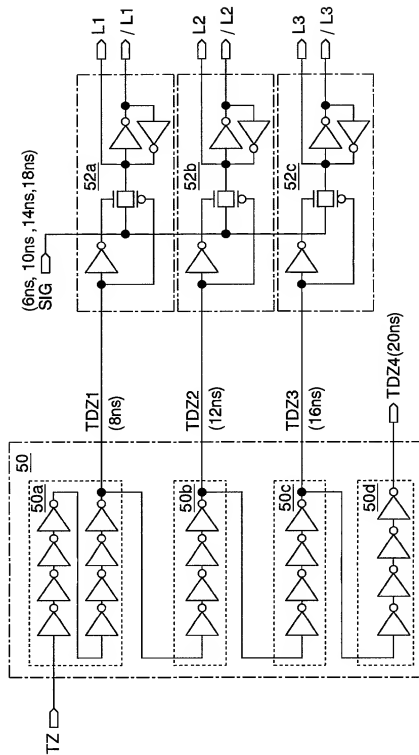 (6ns, 10ns ,14ns,18ns)
SIG
L1
/ L1
L2
/ L2
L3
/ L3
52a
52b
52c
TDZ1
(8ns)
TDZ2
(12ns)
TDZ3
(16ns)
TDZ4(20ns)
50
50a
50b
50c
50d
TZ